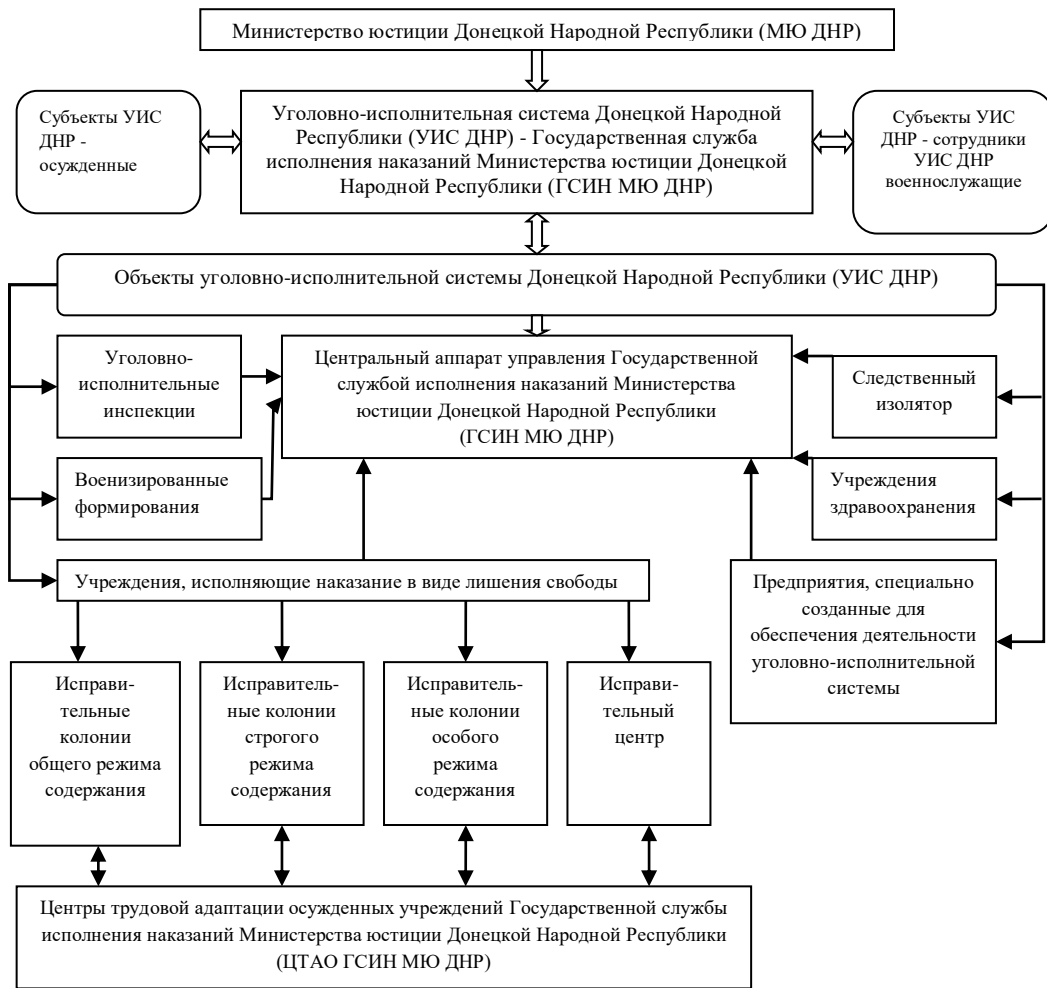 Министерство юстиции Донецкой Народной Республики (МЮ ДНР)
Субъекты УИС
ДНР -
осужденные
Уголовно-исполнительная система Донецкой Народной
Республики (УИС ДНР) - Государственная служба
исполнения наказаний Министерства юстиции Донецкой
Народной Республики (ГСИН МЮ ДНР)
Субъекты УИС
ДНР - сотрудники
УИС ДНР
военнослужащие
Объекты уголовно-исполнительной системы Донецкой Народной Республики (УИС ДНР)
Уголовно-
исполнительные
инспекции
Центральный аппарат управления Государственной
службой исполнения наказаний Министерства
юстиции Донецкой Народной Республики
(ГСИН МЮ ДНР)
Следственный
изолятор
Военизированные
формирования
Учреждения
здравоохранения
Учреждения, исполняющие наказание в виде лишения свободы
Предприятия, специально
созданные для
обеспечения деятельности
уголовно-исполнительной
системы
Исправи-
тельные
колонии
общего режима
содержания
Исправитель-
ные колонии
строгого
режима
содержания
Исправитель-
ные колонии
особого
режима
содержания
Исправи-
тельный
центр
Центры трудовой адаптации осужденных учреждений Государственной службы
исполнения наказаний Министерства юстиции Донецкой Народной Республики
(ЦТАО ГСИН МЮ ДНР)